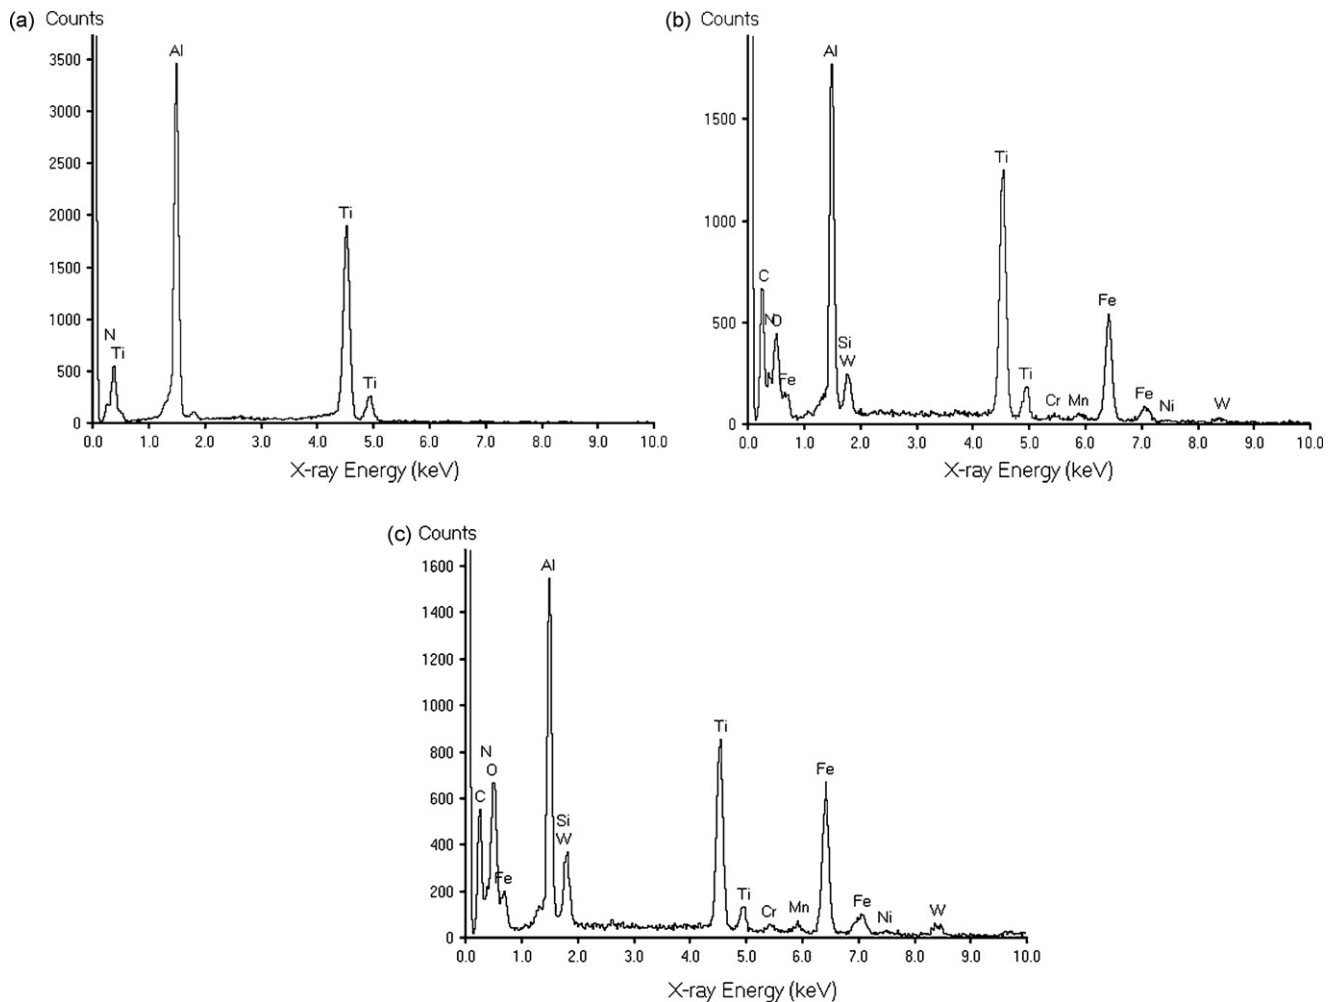 (a) Counts
3500
3000
2500
2000
1500
1000
500
0
Al
Ti
N
Ti
Ti
0.0 1.0 2.0 3.0 4.0 5.0 6.0 7.0 8.0 9.0 10.0
X-ray Energy (keV)
(b) Counts
1500
1000
500
0
Al
Ti
C
N O
Fe
Si
W
Fe
Ti
Cr Mn
Fe
Ni
W
0.0 1.0 2.0 3.0 4.0 5.0 6.0 7.0 8.0 9.0 10.0
X-ray Energy (keV)
(c) Counts
1600
1400
1200
1000
800
600
400
200
0
Al
Ti
N
O
Fe
C
Si
W
Fe
Ti
Cr Mn
Fe
Ni
W
0.0 1.0 2.0 3.0 4.0 5.0 6.0 7.0 8.0 9.0 10.0
X-ray Energy (keV)